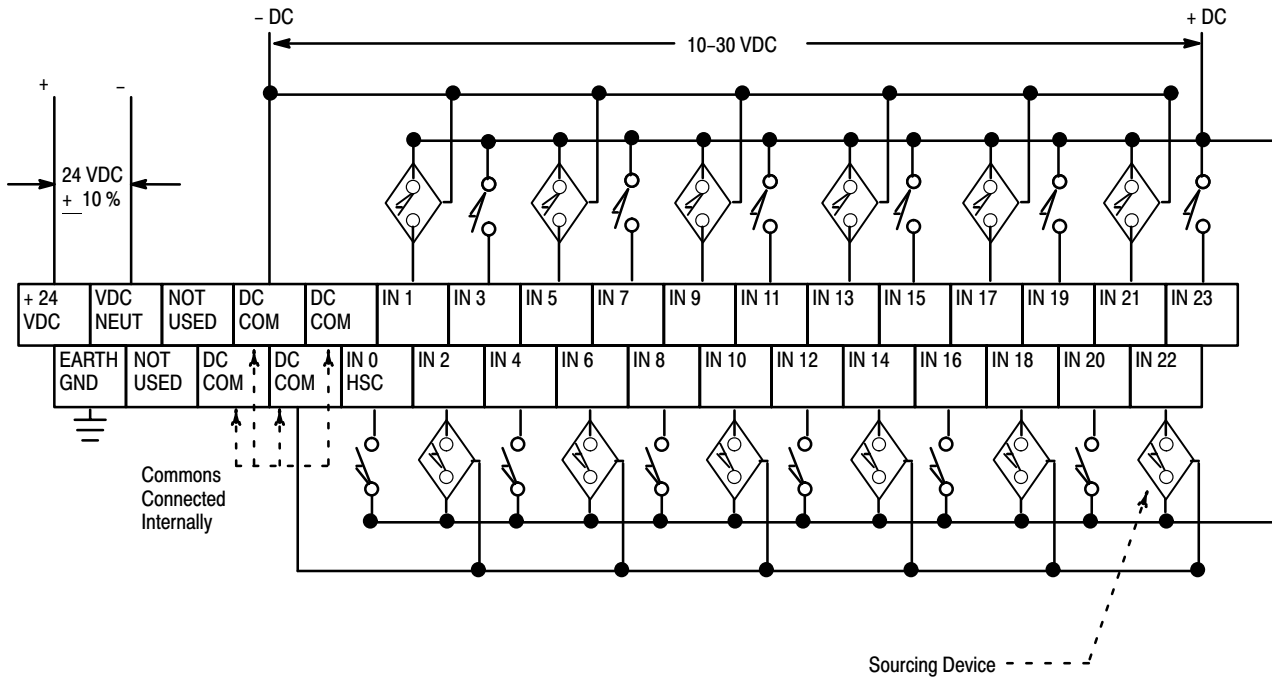 – DC
+ DC
10–30 VDC
+
–
24 VDC
+ 10 %
+ 24
VDC
VDC
NEUT
NOT
USED
DC
COM
DC
COM
IN 1
IN 3
IN 5
IN 7
IN 9
IN 11
IN 13
IN 15
IN 17
IN 19
IN 21
IN 23
EARTH
GND
NOT
USED
DC
COM
DC
COM
IN 0
HSC
IN 2
IN 4
IN 6
IN 8
IN 10
IN 12
IN 14
IN 16
IN 18
IN 20
IN 22
Commons
Connected
Internally
Sourcing Device